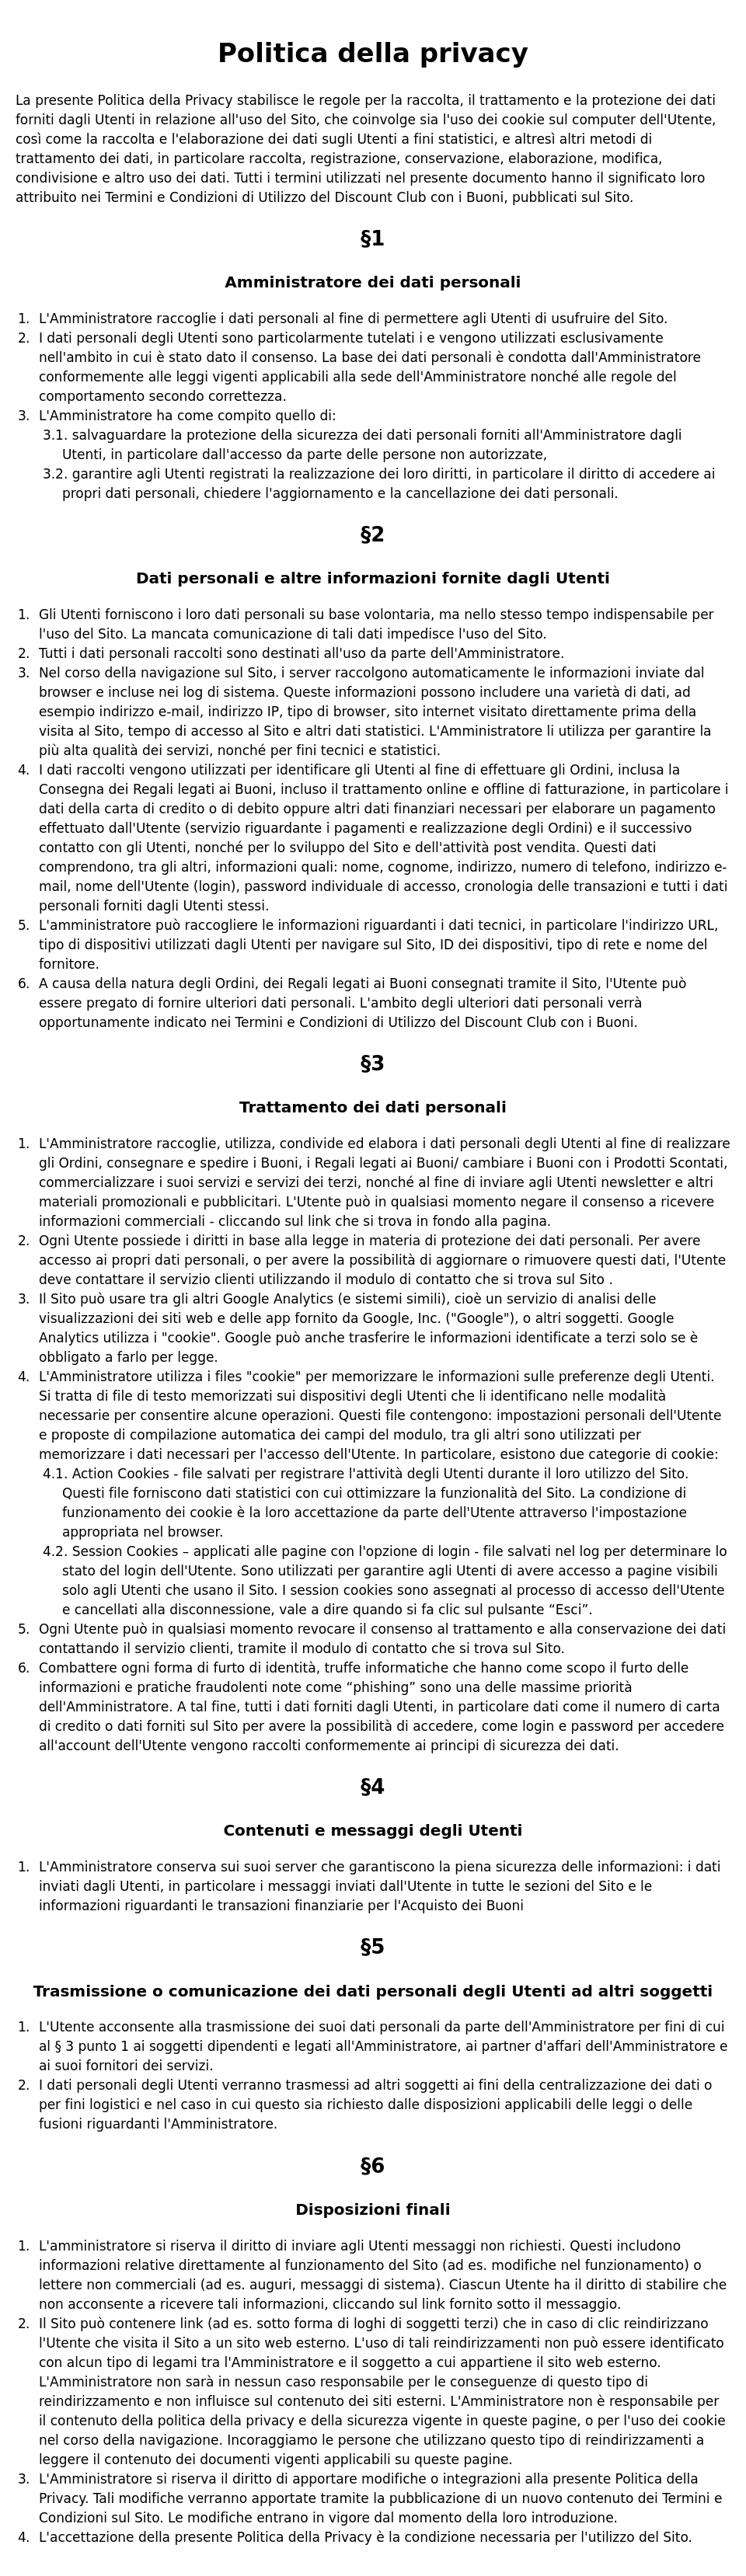 Politica della privacy
La presente Politica della Privacy stabilisce le regole per la raccolta, il trattamento e la protezione dei dati
forniti dagli Utenti in relazione all'uso del Sito, che coinvolge sia l'uso dei cookie sul computer dell'Utente,
così come la raccolta e l'elaborazione dei dati sugli Utenti a fini statistici, e altresì altri metodi di
trattamento dei dati, in particolare raccolta, registrazione, conservazione, elaborazione, modifica,
condivisione e altro uso dei dati. Tutti i termini utilizzati nel presente documento hanno il significato loro
attribuito nei Termini e Condizioni di Utilizzo del Discount Club con i Buoni, pubblicati sul Sito.
§1
Amministratore dei dati personali
1. L'Amministratore raccoglie i dati personali al fine di permettere agli Utenti di usufruire del Sito.
2. I dati personali degli Utenti sono particolarmente tutelati i e vengono utilizzati esclusivamente
nell'ambito in cui è stato dato il consenso. La base dei dati personali è condotta dall'Amministratore
conformemente alle leggi vigenti applicabili alla sede dell'Amministratore nonché alle regole del
comportamento secondo correttezza.
3. L'Amministratore ha come compito quello di:
3.1. salvaguardare la protezione della sicurezza dei dati personali forniti all'Amministratore dagli
Utenti, in particolare dall'accesso da parte delle persone non autorizzate,
3.2. garantire agli Utenti registrati la realizzazione dei loro diritti, in particolare il diritto di accedere ai
propri dati personali, chiedere l'aggiornamento e la cancellazione dei dati personali.
§2
Dati personali e altre informazioni fornite dagli Utenti
1. Gli Utenti forniscono i loro dati personali su base volontaria, ma nello stesso tempo indispensabile per
l'uso del Sito. La mancata comunicazione di tali dati impedisce l'uso del Sito.
2. Tutti i dati personali raccolti sono destinati all'uso da parte dell'Amministratore.
3. Nel corso della navigazione sul Sito, i server raccolgono automaticamente le informazioni inviate dal
browser e incluse nei log di sistema. Queste informazioni possono includere una varietà di dati, ad
esempio indirizzo e-mail, indirizzo IP, tipo di browser, sito internet visitato direttamente prima della
visita al Sito, tempo di accesso al Sito e altri dati statistici. L'Amministratore li utilizza per garantire la
più alta qualità dei servizi, nonché per fini tecnici e statistici.
4. I dati raccolti vengono utilizzati per identificare gli Utenti al fine di effettuare gli Ordini, inclusa la
Consegna dei Regali legati ai Buoni, incluso il trattamento online e offline di fatturazione, in particolare i
dati della carta di credito o di debito oppure altri dati finanziari necessari per elaborare un pagamento
effettuato dall'Utente (servizio riguardante i pagamenti e realizzazione degli Ordini) e il successivo
contatto con gli Utenti, nonché per lo sviluppo del Sito e dell'attività post vendita. Questi dati
comprendono, tra gli altri, informazioni quali: nome, cognome, indirizzo, numero di telefono, indirizzo e-
mail, nome dell'Utente (login), password individuale di accesso, cronologia delle transazioni e tutti i dati
personali forniti dagli Utenti stessi.
5. L'amministratore può raccogliere le informazioni riguardanti i dati tecnici, in particolare l'indirizzo URL,
tipo di dispositivi utilizzati dagli Utenti per navigare sul Sito, ID dei dispositivi, tipo di rete e nome del
fornitore.
6. A causa della natura degli Ordini, dei Regali legati ai Buoni consegnati tramite il Sito, l'Utente può
essere pregato di fornire ulteriori dati personali. L'ambito degli ulteriori dati personali verrà
opportunamente indicato nei Termini e Condizioni di Utilizzo del Discount Club con i Buoni.
§3
Trattamento dei dati personali
1. L'Amministratore raccoglie, utilizza, condivide ed elabora i dati personali degli Utenti al fine di realizzare
gli Ordini, consegnare e spedire i Buoni, i Regali legati ai Buoni/ cambiare i Buoni con i Prodotti Scontati,
commercializzare i suoi servizi e servizi dei terzi, nonché al fine di inviare agli Utenti newsletter e altri
materiali promozionali e pubblicitari. L'Utente può in qualsiasi momento negare il consenso a ricevere
informazioni commerciali - cliccando sul link che si trova in fondo alla pagina.
2. Ogni Utente possiede i diritti in base alla legge in materia di protezione dei dati personali. Per avere
accesso ai propri dati personali, o per avere la possibilità di aggiornare o rimuovere questi dati, l'Utente
deve contattare il servizio clienti utilizzando il modulo di contatto che si trova sul Sito .
3. Il Sito può usare tra gli altri Google Analytics (e sistemi simili), cioè un servizio di analisi delle
visualizzazioni dei siti web e delle app fornito da Google, Inc. ("Google"), o altri soggetti. Google
Analytics utilizza i "cookie". Google può anche trasferire le informazioni identificate a terzi solo se è
obbligato a farlo per legge.
4. L'Amministratore utilizza i files "cookie" per memorizzare le informazioni sulle preferenze degli Utenti.
Si tratta di file di testo memorizzati sui dispositivi degli Utenti che li identificano nelle modalità
necessarie per consentire alcune operazioni. Questi file contengono: impostazioni personali dell'Utente
e proposte di compilazione automatica dei campi del modulo, tra gli altri sono utilizzati per
memorizzare i dati necessari per l'accesso dell'Utente. In particolare, esistono due categorie di cookie:
4.1. Action Cookies - file salvati per registrare l'attività degli Utenti durante il loro utilizzo del Sito.
Questi file forniscono dati statistici con cui ottimizzare la funzionalità del Sito. La condizione di
funzionamento dei cookie è la loro accettazione da parte dell'Utente attraverso l'impostazione
appropriata nel browser.
4.2. Session Cookies – applicati alle pagine con l'opzione di login - file salvati nel log per determinare lo
stato del login dell'Utente. Sono utilizzati per garantire agli Utenti di avere accesso a pagine visibili
solo agli Utenti che usano il Sito. I session cookies sono assegnati al processo di accesso dell'Utente
e cancellati alla disconnessione, vale a dire quando si fa clic sul pulsante “Esci”.
5. Ogni Utente può in qualsiasi momento revocare il consenso al trattamento e alla conservazione dei dati
contattando il servizio clienti, tramite il modulo di contatto che si trova sul Sito.
6. Combattere ogni forma di furto di identità, truffe informatiche che hanno come scopo il furto delle
informazioni e pratiche fraudolenti note come “phishing” sono una delle massime priorità
dell'Amministratore. A tal fine, tutti i dati forniti dagli Utenti, in particolare dati come il numero di carta
di credito o dati forniti sul Sito per avere la possibilità di accedere, come login e password per accedere
all'account dell'Utente vengono raccolti conformemente ai principi di sicurezza dei dati.
§4
Contenuti e messaggi degli Utenti
1. L'Amministratore conserva sui suoi server che garantiscono la piena sicurezza delle informazioni: i dati
inviati dagli Utenti, in particolare i messaggi inviati dall'Utente in tutte le sezioni del Sito e le
informazioni riguardanti le transazioni finanziarie per l'Acquisto dei Buoni
§5
Trasmissione o comunicazione dei dati personali degli Utenti ad altri soggetti
1. L'Utente acconsente alla trasmissione dei suoi dati personali da parte dell'Amministratore per fini di cui
al § 3 punto 1 ai soggetti dipendenti e legati all'Amministratore, ai partner d'affari dell'Amministratore e
ai suoi fornitori dei servizi.
2. I dati personali degli Utenti verranno trasmessi ad altri soggetti ai fini della centralizzazione dei dati o
per fini logistici e nel caso in cui questo sia richiesto dalle disposizioni applicabili delle leggi o delle
fusioni riguardanti l'Amministratore.
§6
Disposizioni finali
1. L'amministratore si riserva il diritto di inviare agli Utenti messaggi non richiesti. Questi includono
informazioni relative direttamente al funzionamento del Sito (ad es. modifiche nel funzionamento) o
lettere non commerciali (ad es. auguri, messaggi di sistema). Ciascun Utente ha il diritto di stabilire che
non acconsente a ricevere tali informazioni, cliccando sul link fornito sotto il messaggio.
2. Il Sito può contenere link (ad es. sotto forma di loghi di soggetti terzi) che in caso di clic reindirizzano
l'Utente che visita il Sito a un sito web esterno. L'uso di tali reindirizzamenti non può essere identificato
con alcun tipo di legami tra l'Amministratore e il soggetto a cui appartiene il sito web esterno.
L'Amministratore non sarà in nessun caso responsabile per le conseguenze di questo tipo di
reindirizzamento e non influisce sul contenuto dei siti esterni. L'Amministratore non è responsabile per
il contenuto della politica della privacy e della sicurezza vigente in queste pagine, o per l'uso dei cookie
nel corso della navigazione. Incoraggiamo le persone che utilizzano questo tipo di reindirizzamenti a
leggere il contenuto dei documenti vigenti applicabili su queste pagine.
3. L'Amministratore si riserva il diritto di apportare modifiche o integrazioni alla presente Politica della
Privacy. Tali modifiche verranno apportate tramite la pubblicazione di un nuovo contenuto dei Termini e
Condizioni sul Sito. Le modifiche entrano in vigore dal momento della loro introduzione.
4. L'accettazione della presente Politica della Privacy è la condizione necessaria per l'utilizzo del Sito.